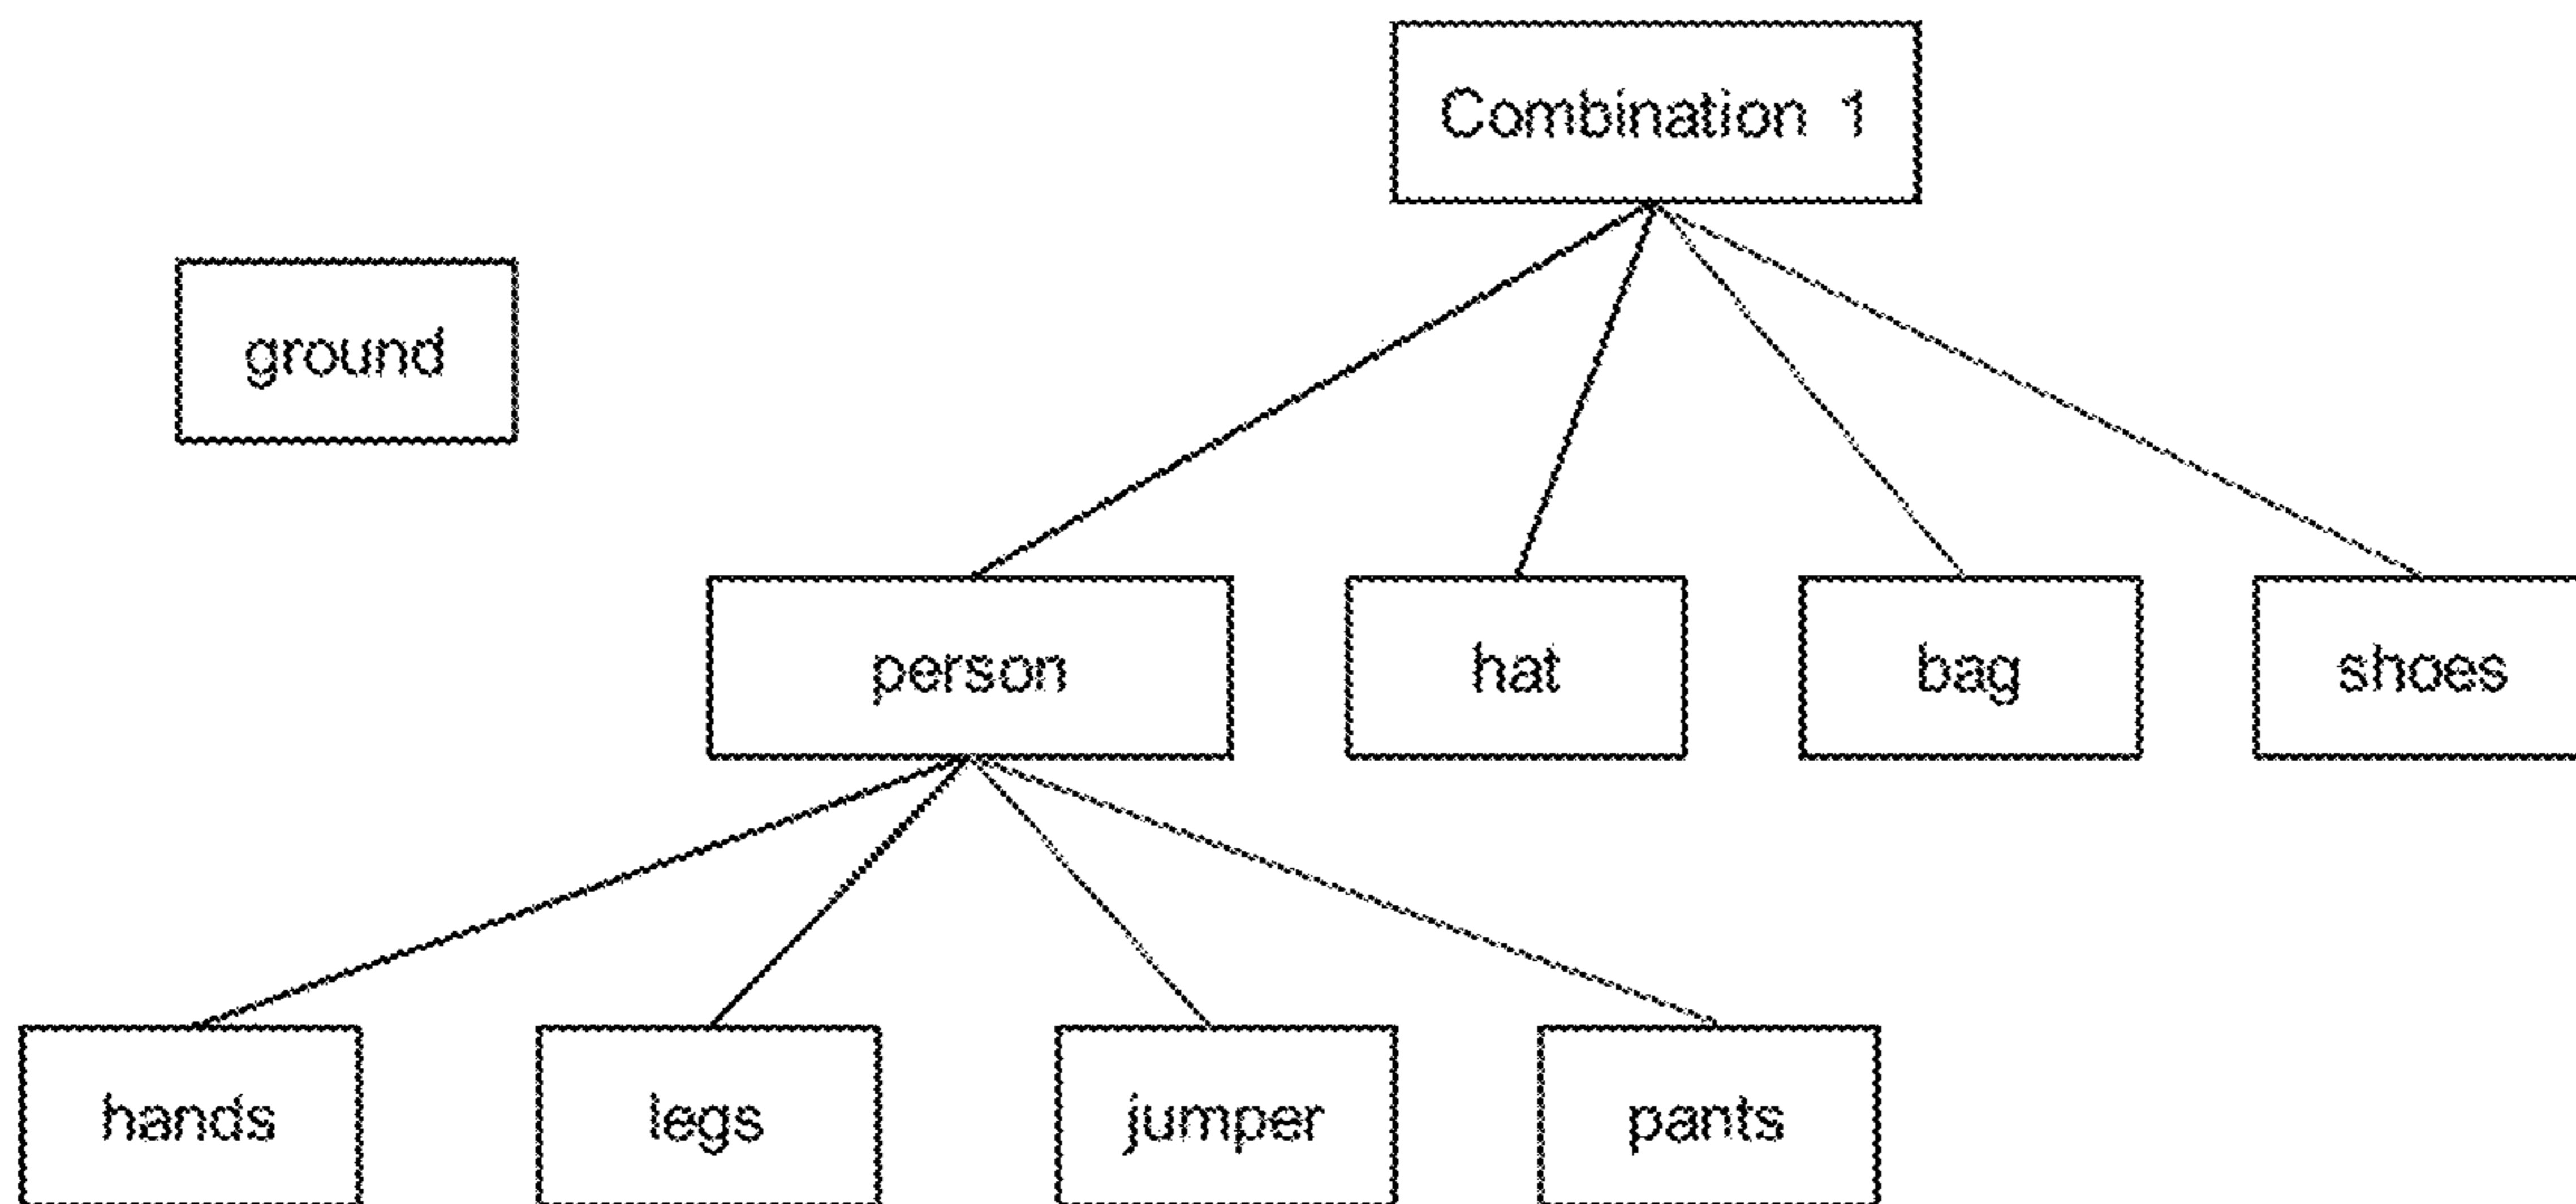 Combination 1
ground
person
hat
bag
shoes
hands
legs
jumper
pants